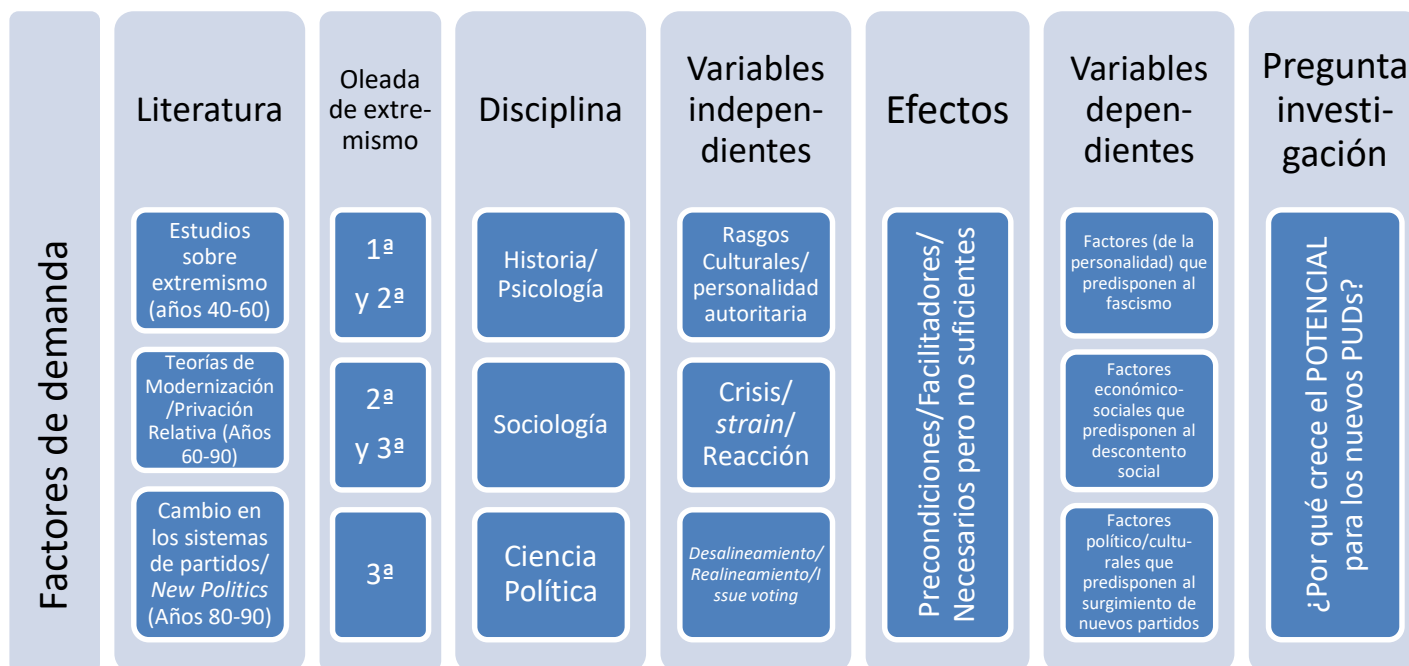 Factores de demanda
Literatura
Estudios
sobre
extremismo
(años 40-60)
Teorías de
Modernización
/Privación
Relativa (Años
60-90)
Cambio en
los sistemas
de partidos/
New Politics
(Años 80-90)
Oleada
de extre-
mismo
1ª
y 2ª
2ª
y 3ª
3ª
Disciplina
Historia/
Psicología
Sociología
Ciencia
Política
Variables
indepen-
dientes
Rasgos
Culturales/
personalidad
autoritaria
Crisis/
strain/
Reacción
Desalineamiento/
Realineamiento/I
ssue voting
Efectos
Precondiciones/Facilitadores/
Necesarios pero no suficientes
Variables
depen-
dientes
Factores (de la
personalidad) que
predisponen al
fascismo
Factores
económico-
sociales que
predisponen al
descontento
social
Factores
político/cultu-
rales que
predisponen al
surgimiento de
nuevos partidos
Pregunta
investi-
gación
¿Por qué crece el POTENCIAL
para los nuevos PUDs?